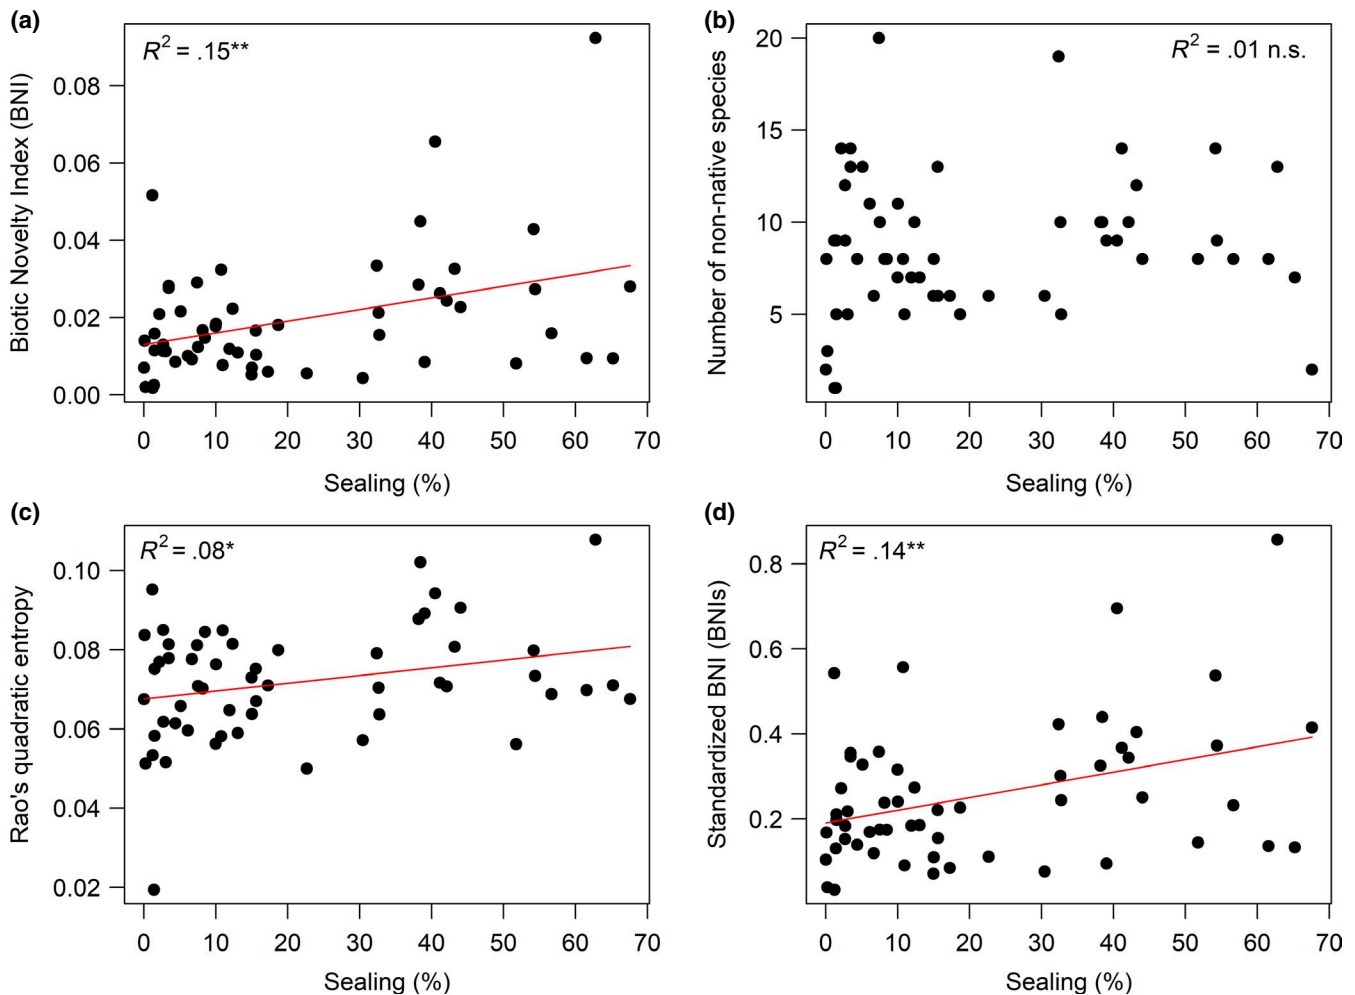 (a)
R² = .15**
Biotic Novelty Index (BNI)
0.08
0.06
0.04
0.02
0.00
0 10 20 30 40 50 60 70
Sealing (%)
(b)
R² = .01 n.s.
Number of non-native species
20
15
10
5
0 10 20 30 40 50 60 70
Sealing (%)
(c)
R² = .08*
Rao's quadratic entropy
0.10
0.08
0.06
0.04
0.02
0 10 20 30 40 50 60 70
Sealing (%)
(d)
R² = .14**
Standardized BNI (BNIs)
0.8
0.6
0.4
0.2
0 10 20 30 40 50 60 70
Sealing (%)